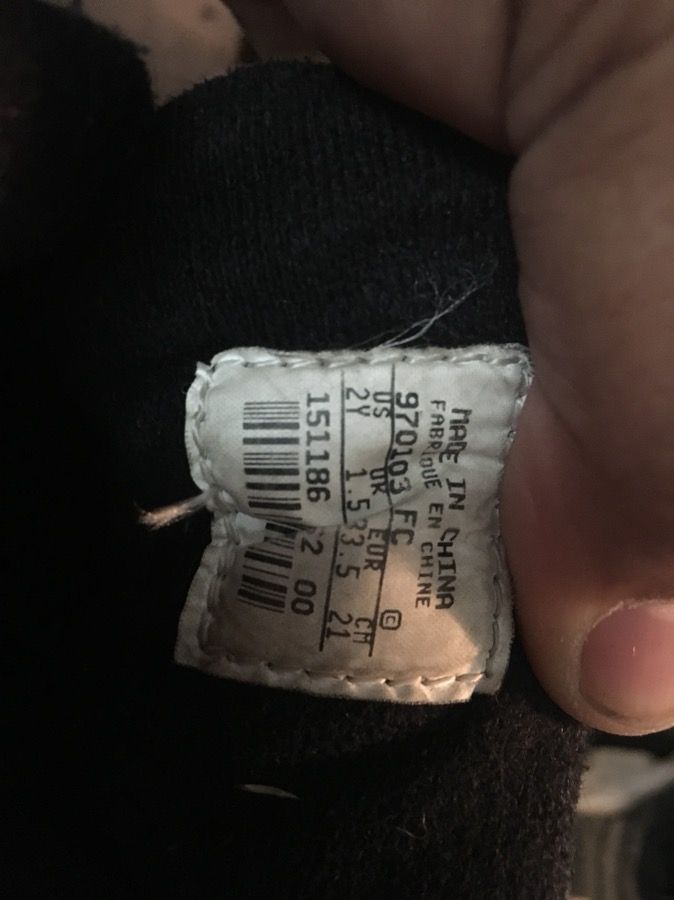 MADE IN CHINA
FABRIQUE EN CHINE
970103 FC ©
US UK EUR CM
2Y 1.5 33.5 21
151186 00